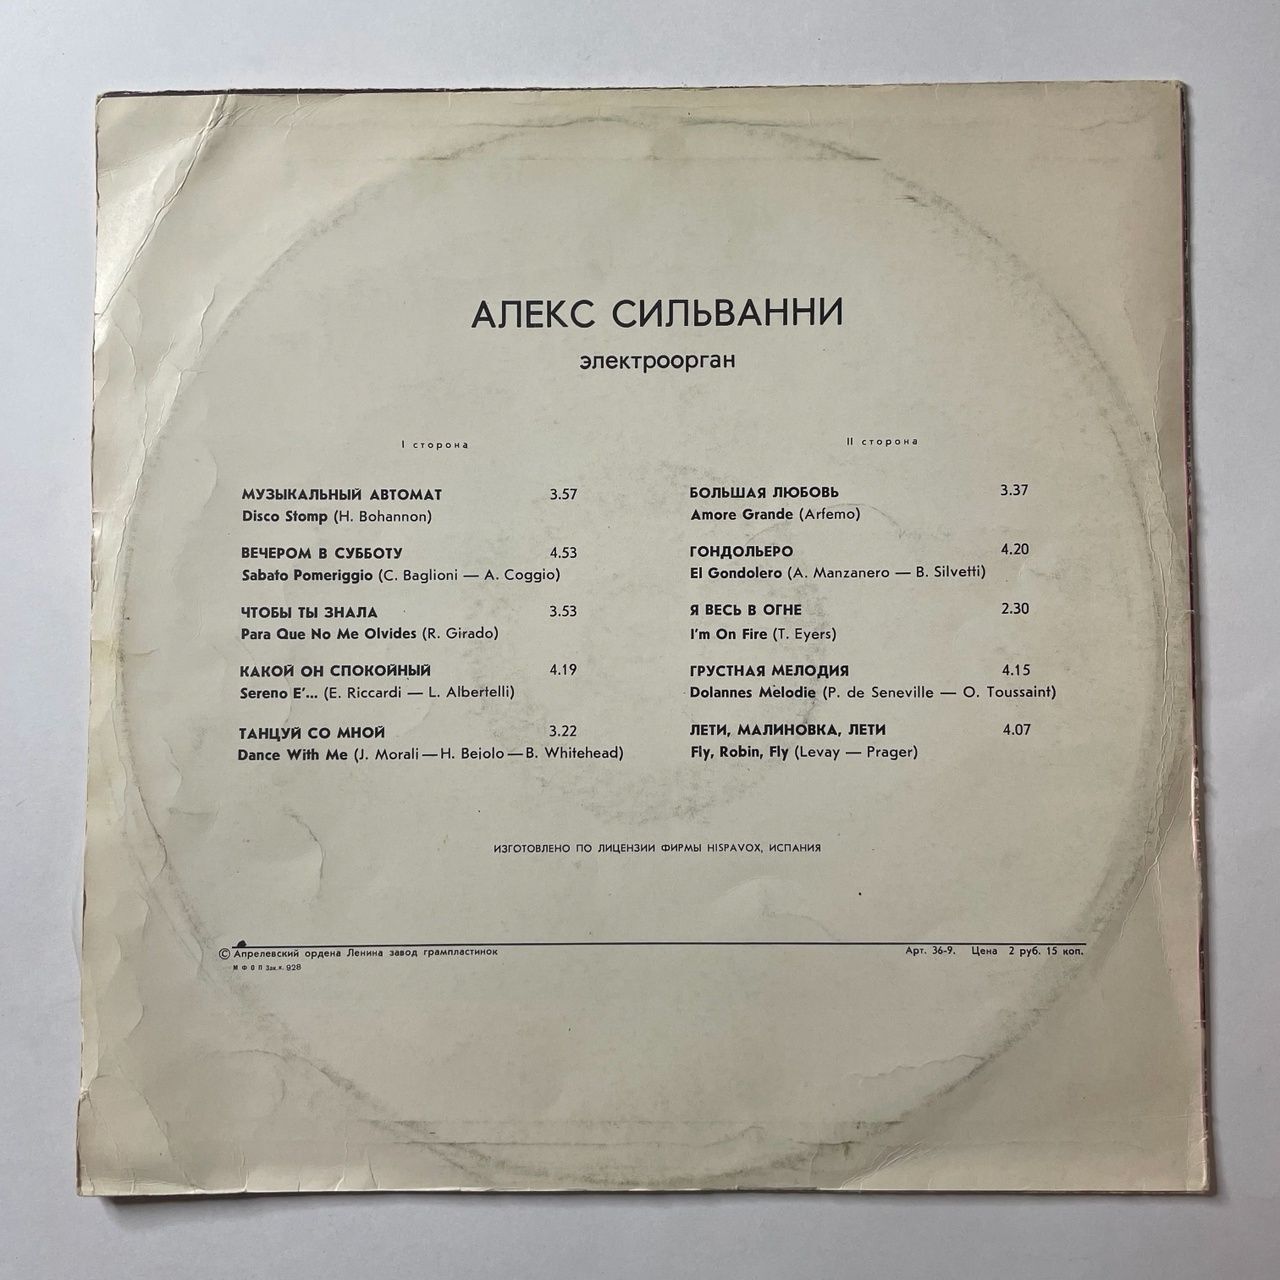 АЛЕКС СИЛЬВАННИ
электроорган
I сторона
МУЗЫКАЛЬНЫЙ АВТОМАТ 3.57
Disco Stomp (H. Bohannon)
ВЕЧЕРОМ В СУББОТУ 4.53
Sabato Pomeriggio (C. Baglioni — A. Coggio)
ЧТОБЫ ТЫ ЗНАЛА 3.53
Para Que No Me Olvides (R. Girado)
КАКОЙ ОН СПОКОЙНЫЙ 4.19
Sereno E'... (E. Riccardi — L. Albertelli)
ТАНЦУЙ СО МНОЙ 3.22
Dance With Me (J. Morali — H. Bejolo — B. Whitehead)
II сторона
БОЛЬШАЯ ЛЮБОВЬ 3.37
Amore Grande (Arfemo)
ГОНДОЛЬЕРО 4.20
El Gondolero (A. Manzanero — B. Silvetti)
Я ВЕСЬ В ОГНЕ 2.30
I'm On Fire (T. Eyers)
ГРУСТНАЯ МЕЛОДИЯ 4.15
Dolannes Melodie (P. de Seneville — O. Toussaint)
ЛЕТИ, МАЛИНОВКА, ЛЕТИ 4.07
Fly, Robin, Fly (Levay — Prager)
ИЗГОТОВЛЕНО ПО ЛИЦЕНЗИИ ФИРМЫ HISPAVOX, ИСПАНИЯ
© Апрелевский ордена Ленина завод грампластинок
Арт. 36-9. Цена 2 руб. 15 коп.
МФОП Зак. 928